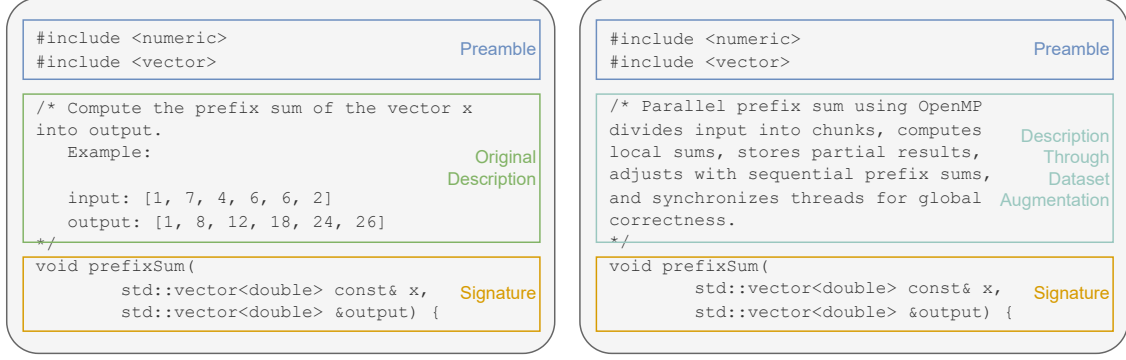 #include <numeric>
#include <vector>
Preamble
/* Compute the prefix sum of the vector x
into output.
Example:
input: [1, 7, 4, 6, 6, 2]
output: [1, 8, 12, 18, 24, 26]
*/
Original
Description
void prefixSum(
std::vector<double> const& x,
std::vector<double> &output) {
Signature
#include <numeric>
#include <vector>
Preamble
/* Parallel prefix sum using OpenMP
divides input into chunks, computes
local sums, stores partial results,
adjusts with sequential prefix sums,
and synchronizes threads for global
correctness.
*/
Description
Through
Dataset
Augmentation
void prefixSum(
std::vector<double> const& x,
std::vector<double> &output) {
Signature